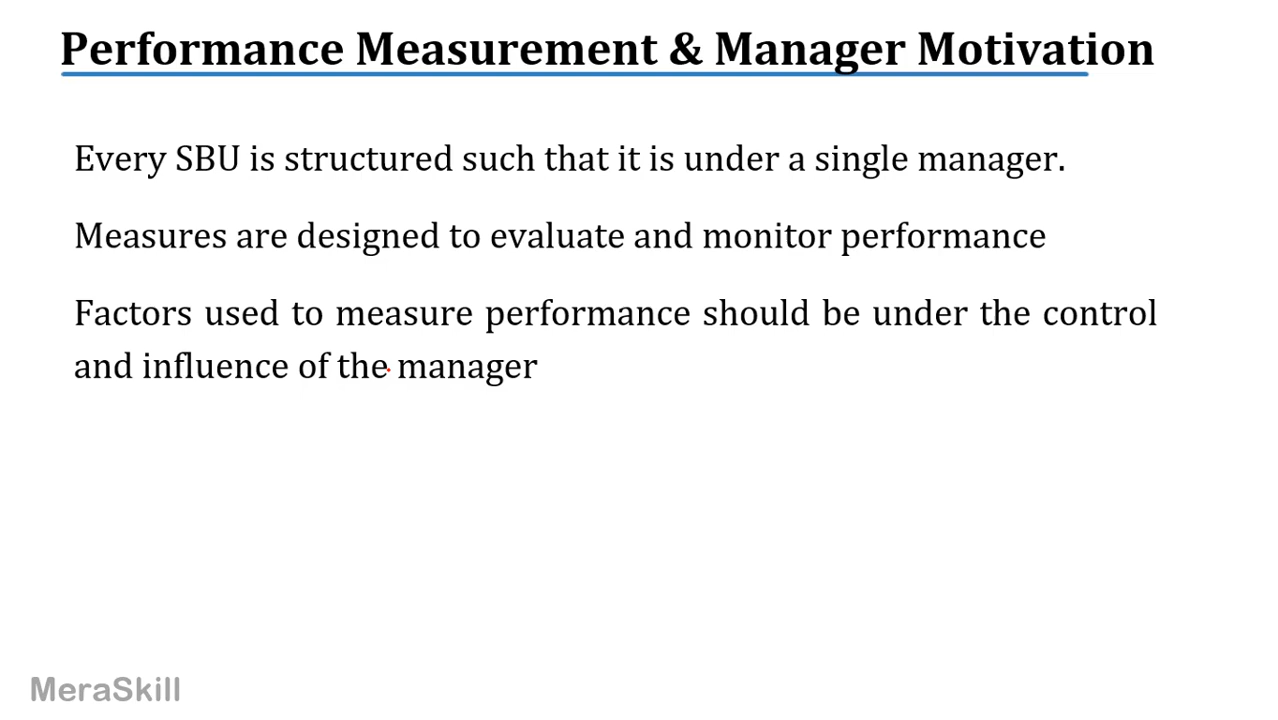 Performance Measurement & Manager Motivation
Every SBU is structured such that it is under a single manager.
Measures are designed to evaluate and monitor performance
Factors used to measure performance should be under the control
and influence of the manager
MeraSkill